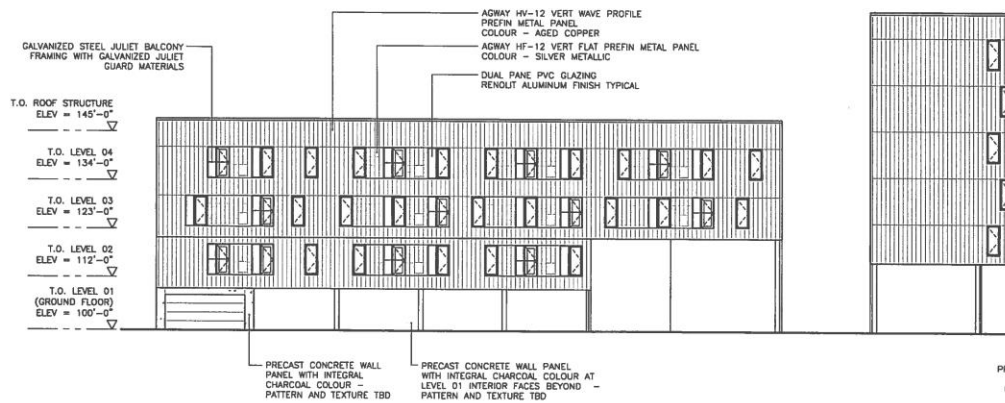 AGWAY HV-12 VERT WAVE PROFILE
PREFIN METAL PANEL
COLOUR - AGED COPPER
GALVANIZED STEEL JULIET BALCONY
FRAMING WITH GALVANIZED JULIET
GUARD MATERIALS
AGWAY HF-12 VERT FLAT PREFIN METAL PANEL
COLOUR - SILVER METALLIC
DUAL PANE PVC GLAZING
RENOLIT ALUMINUM FINISH TYPICAL
T.O. ROOF STRUCTURE
ELEV = 145'-0"
T.O. LEVEL 04
ELEV = 134'-0"
T.O. LEVEL 03
ELEV = 123'-0"
T.O. LEVEL 02
ELEV = 112'-0"
T.O. LEVEL 01
(GROUND FLOOR)
ELEV = 100'-0"
PRECAST CONCRETE WALL
PANEL WITH INTEGRAL
CHARCOAL COLOUR -
PATTERN AND TEXTURE TBD
PRECAST CONCRETE WALL PANEL
WITH INTEGRAL CHARCOAL COLOUR AT
LEVEL 01 INTERIOR FACES BEYOND -
PATTERN AND TEXTURE TBD